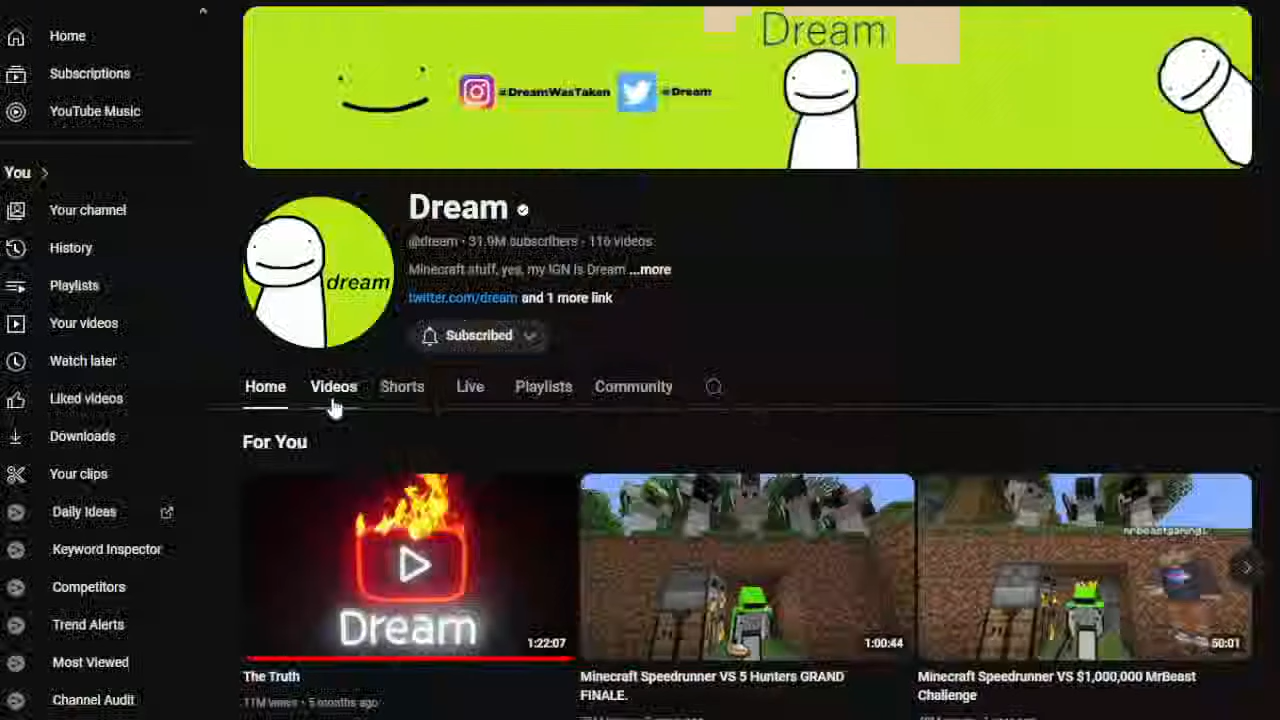 Home
Subscriptions
YouTube Music
You
Your channel
History
Playlists
Your videos
Watch later
Liked videos
Downloads
Your clips
Daily Ideas
Keyword Inspector
Competitors
Trend Alerts
Most Viewed
Channel Audit
Dream
@DreamWasTaken
@Dream
dream
Dream
@dream • 31.9M subscribers • 116 videos
Minecraft stuff, yes, my IGN is Dream ...more
twitter.com/dream and 1 more link
Subscribed
Home Videos Shorts Live Playlists Community
For You
Dream
1:22:07
1:00:44
50:01
The Truth
11M views • 5 months ago
Minecraft Speedrunner VS 5 Hunters GRAND
FINALE.
Minecraft Speedrunner VS $1,000,000 MrBeast
Challenge